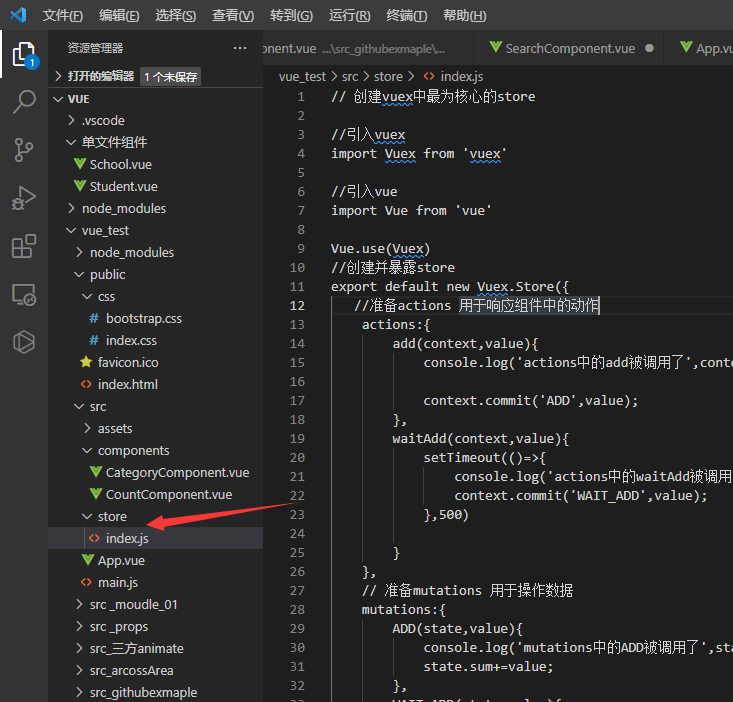 文件(F) 编辑(E) 选择(S) 查看(V) 转到(G) 运行(R) 终端(T) 帮助(H)
资源管理器 ···
1
打开的编辑器 1 个未保存
VUE
.vscode
单文件组件
School.vue
Student.vue
node_modules
vue_test
node_modules
public
css
# bootstrap.css
# index.css
favicon.ico
<> index.html
src
assets
components
CategoryComponent.vue
CountComponent.vue
store
<> index.js
App.vue
<> main.js
src _moudle_01
src _props
src_三方animate
src_arcossArea
src_githubexmaple
onent.vue ...\src_githubexmaple\... SearchComponent.vue ● App.vu
vue_test > src > store > <> index.js
1 // 创建vuex中最为核心的store
2
3 //引入vuex
4 import Vuex from 'vuex'
5
6 //引入vue
7 import Vue from 'vue'
8
9 Vue.use(Vuex)
10 //创建并暴露store
11 export default new Vuex.Store({
12 //准备actions 用于响应组件中的动作
13 actions:{
14 add(context,value){
15 console.log('actions中的add被调用了',conte
16
17 context.commit('ADD',value);
18 },
19 waitAdd(context,value){
20 setTimeout(()=>{
21 console.log('actions中的waitAdd被调用
22 context.commit('WAIT_ADD',value);
23 },500)
24
25 }
26 },
27 // 准备mutations 用于操作数据
28 mutations:{
29 ADD(state,value){
30 console.log('mutations中的ADD被调用了',sta
31 state.sum+=value;
32 },
33 WAIT_ADD(state,value){